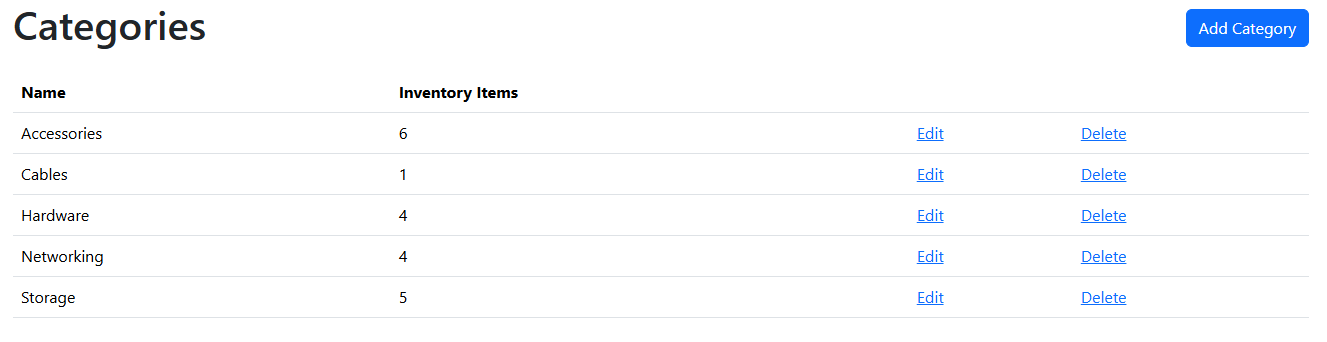 Categories Add Category
Name Inventory Items
Accessories 6 Edit Delete
Cables 1 Edit Delete
Hardware 4 Edit Delete
Networking 4 Edit Delete
Storage 5 Edit Delete